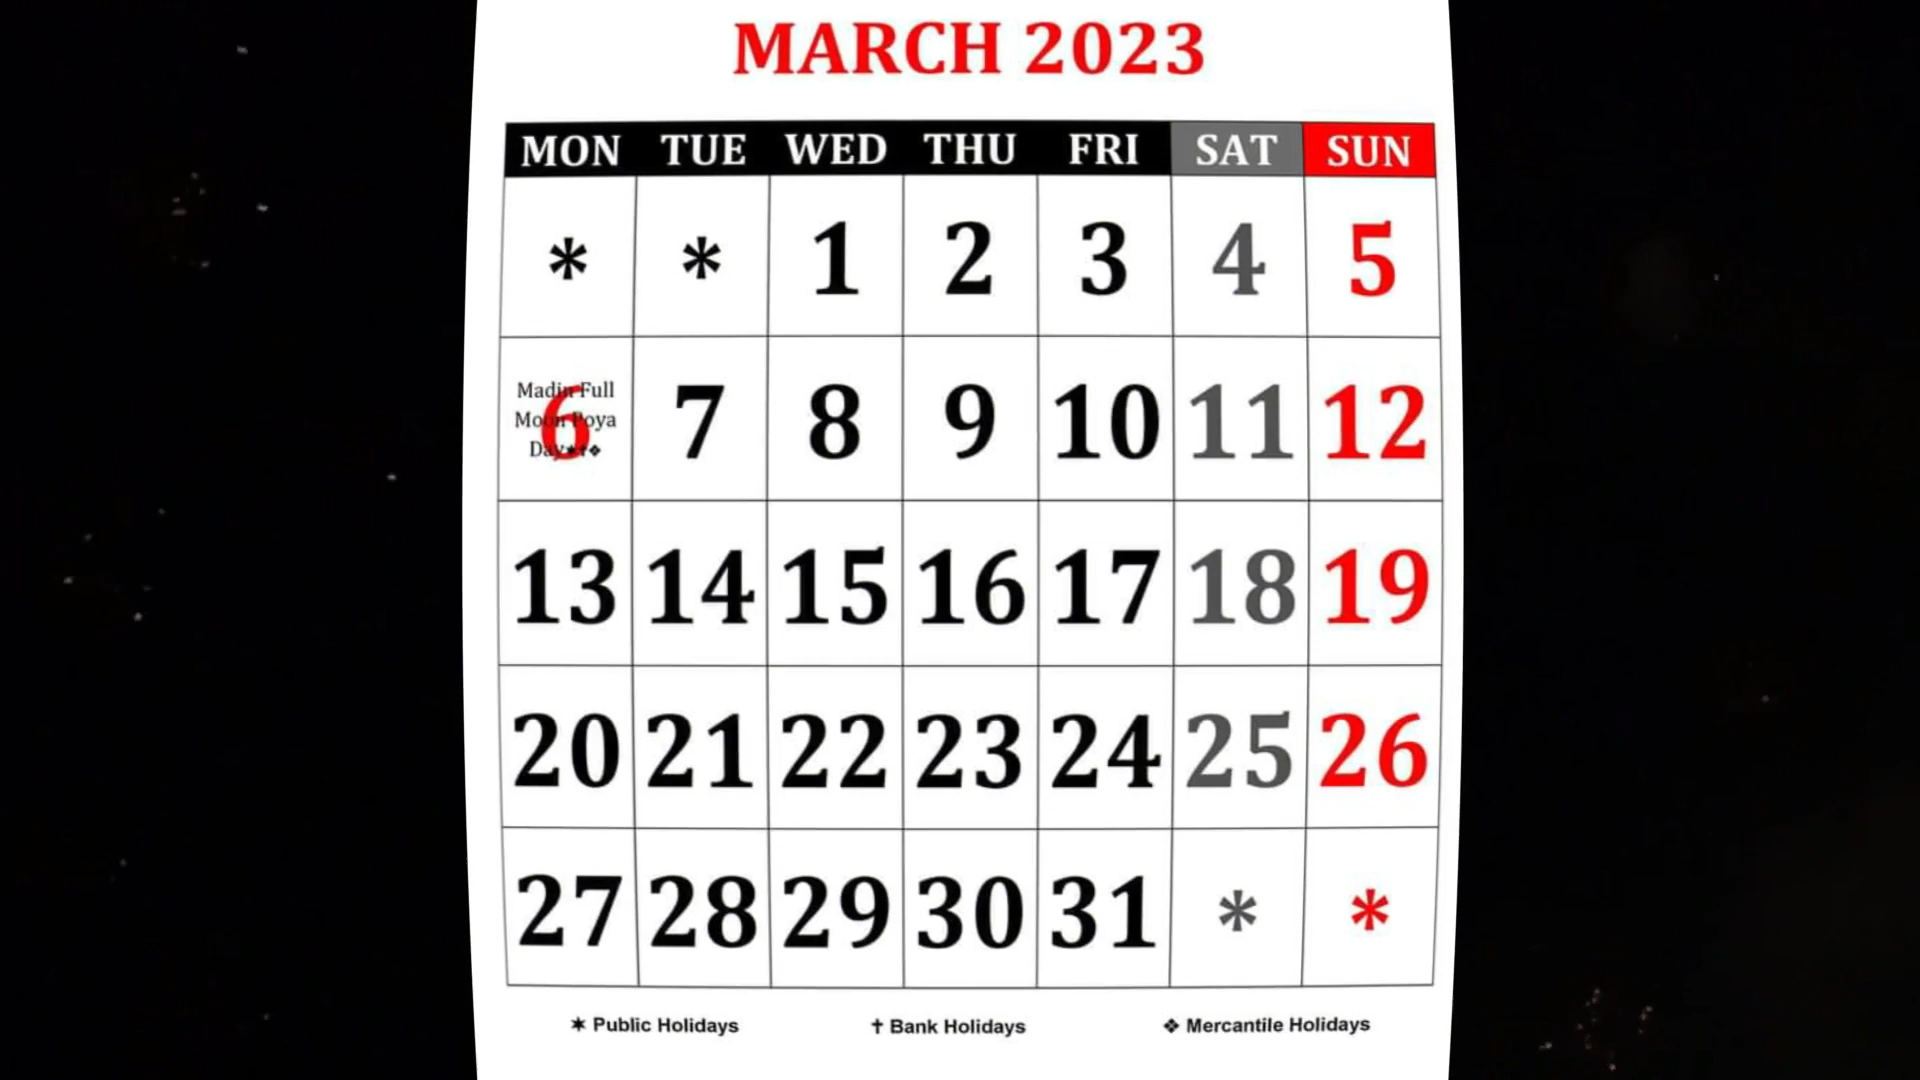 MARCH 2023
MON TUE WED THU FRI SAT SUN
* * 1 2 3 4 5
6 7 8 9 10 11 12
Madin Full
Moon Poya
Day✶✝❖
13 14 15 16 17 18 19
20 21 22 23 24 25 26
27 28 29 30 31 * *
✶ Public Holidays ✝ Bank Holidays ❖ Mercantile Holidays